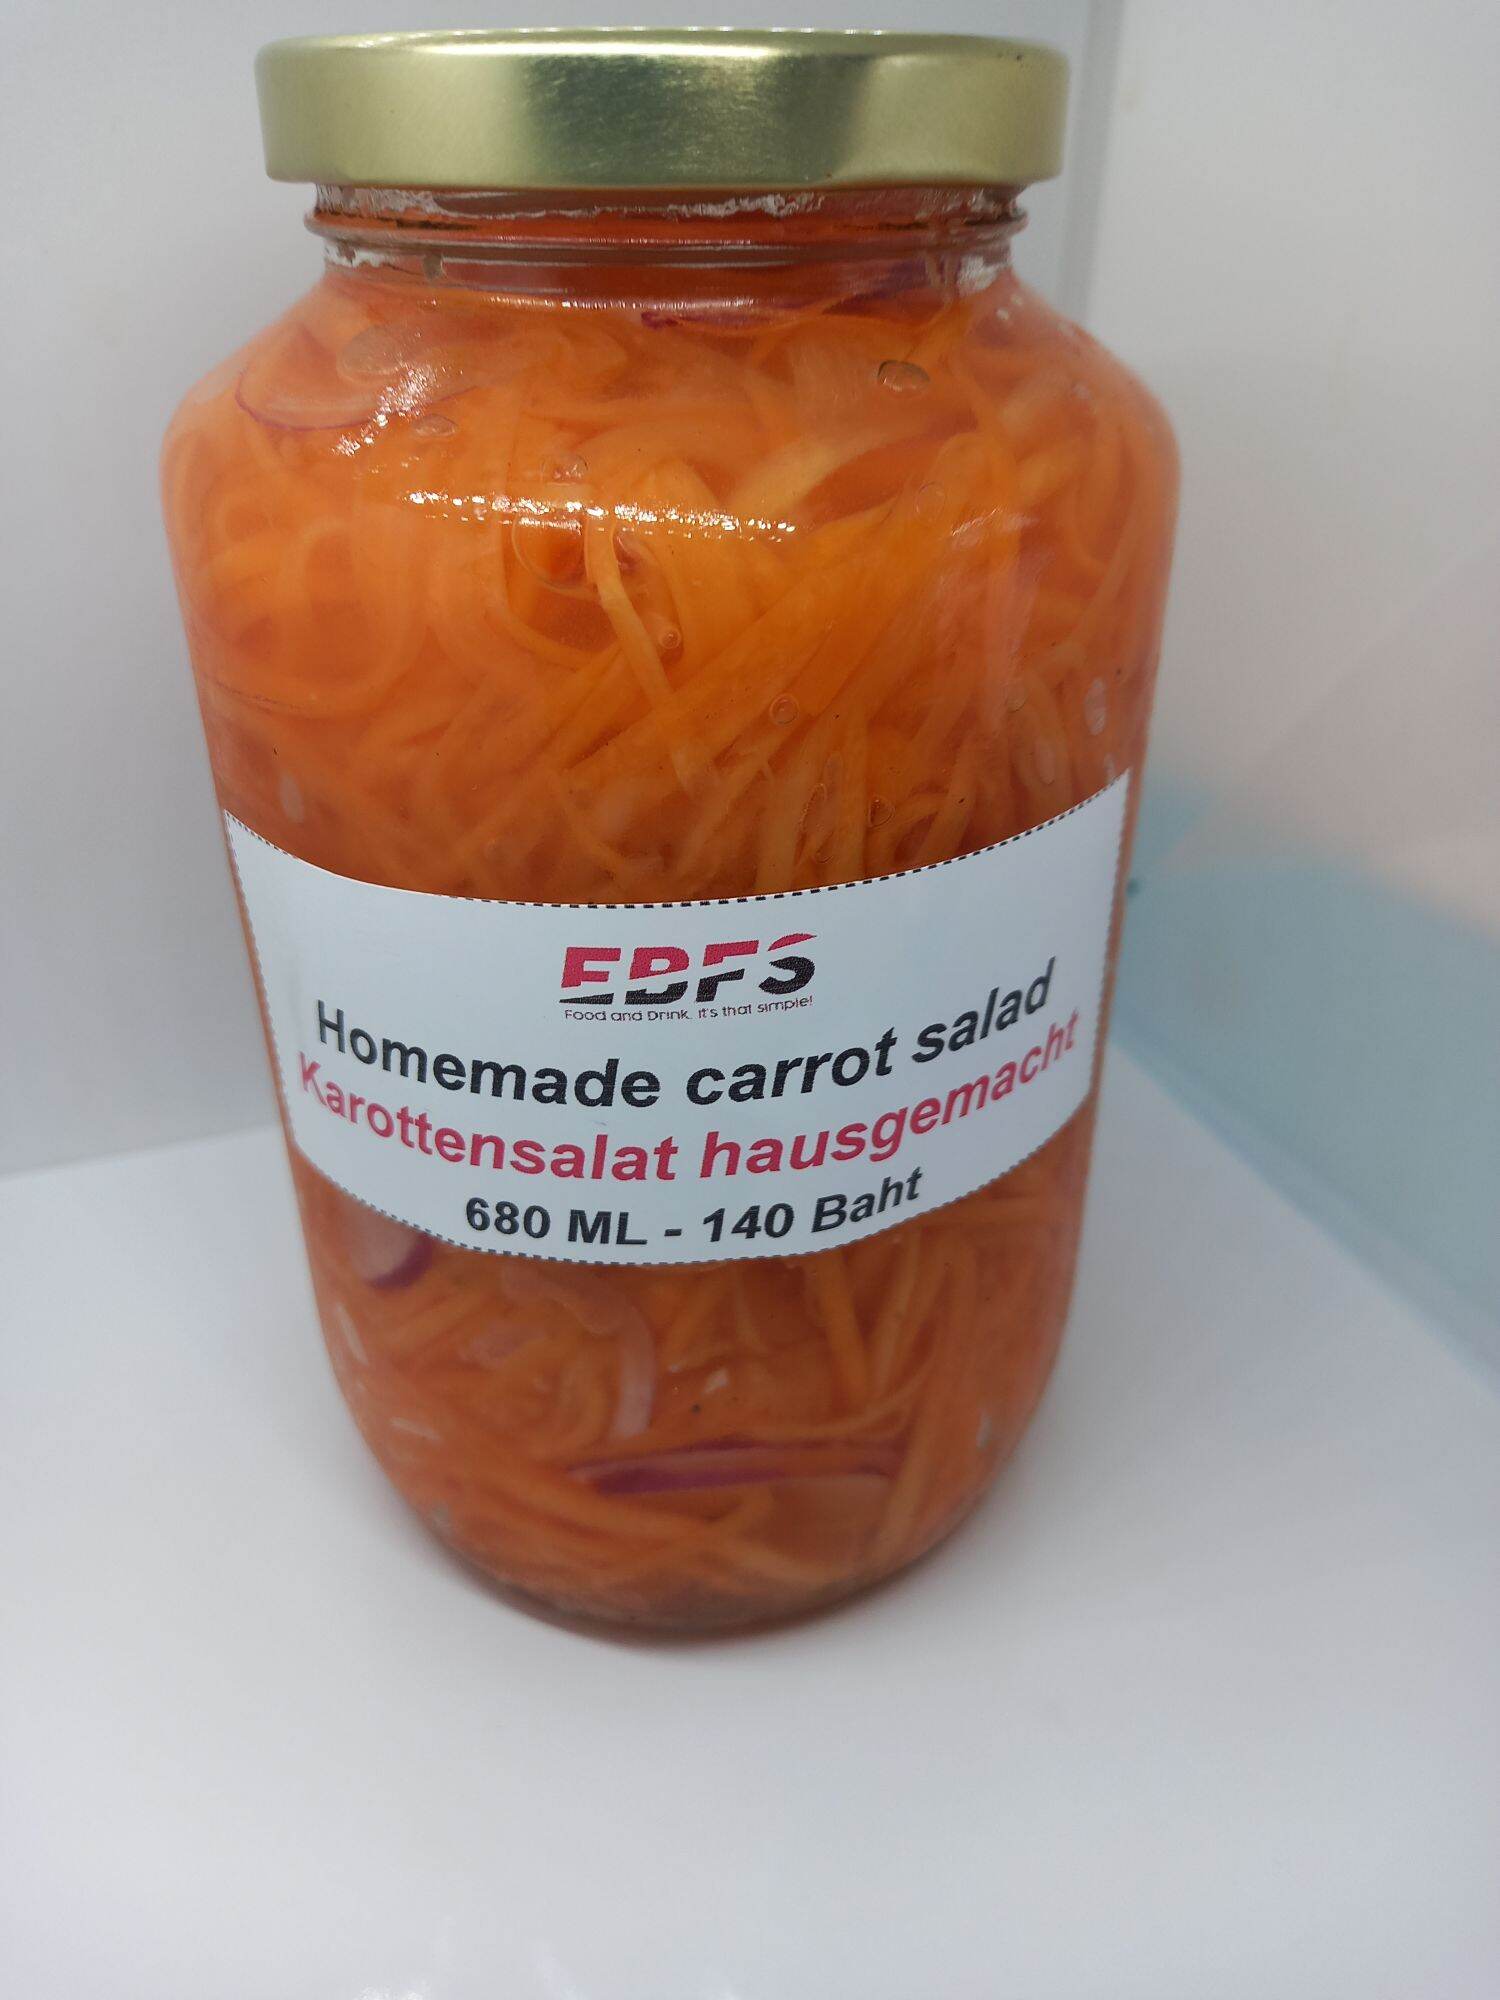 EBFS
Food and Drink. It's that simple!
Homemade carrot salad
Karottensalat hausgemacht
680 ML - 140 Baht